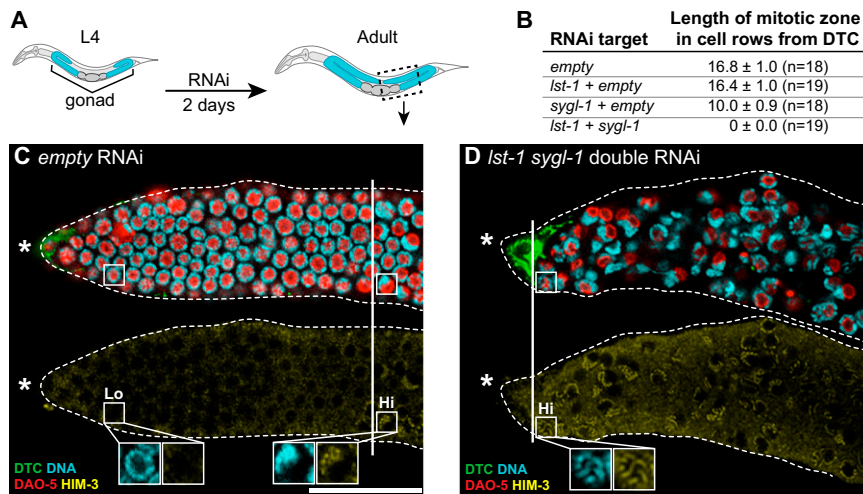 A
L4
gonad
RNAi
2 days
Adult
B
RNAi target
Length of mitotic zone in cell rows from DTC
empty 16.8 ± 1.0 (n=18)
lst-1 + empty 16.4 ± 1.0 (n=19)
sygl-1 + empty 10.0 ± 0.9 (n=18)
lst-1 + sygl-1 0 ± 0.0 (n=19)
C empty RNAi
*
*
Lo
Hi
DTC DNA
DAO-5 HIM-3
D lst-1 sygl-1 double RNAi
*
*
Hi
DTC DNA
DAO-5 HIM-3